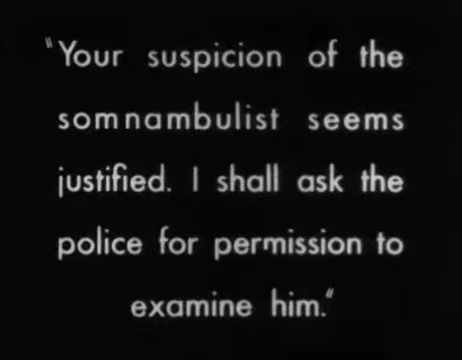 "Your suspicion of the
somnambulist seems
justified. I shall ask the
police for permission to
examine him."